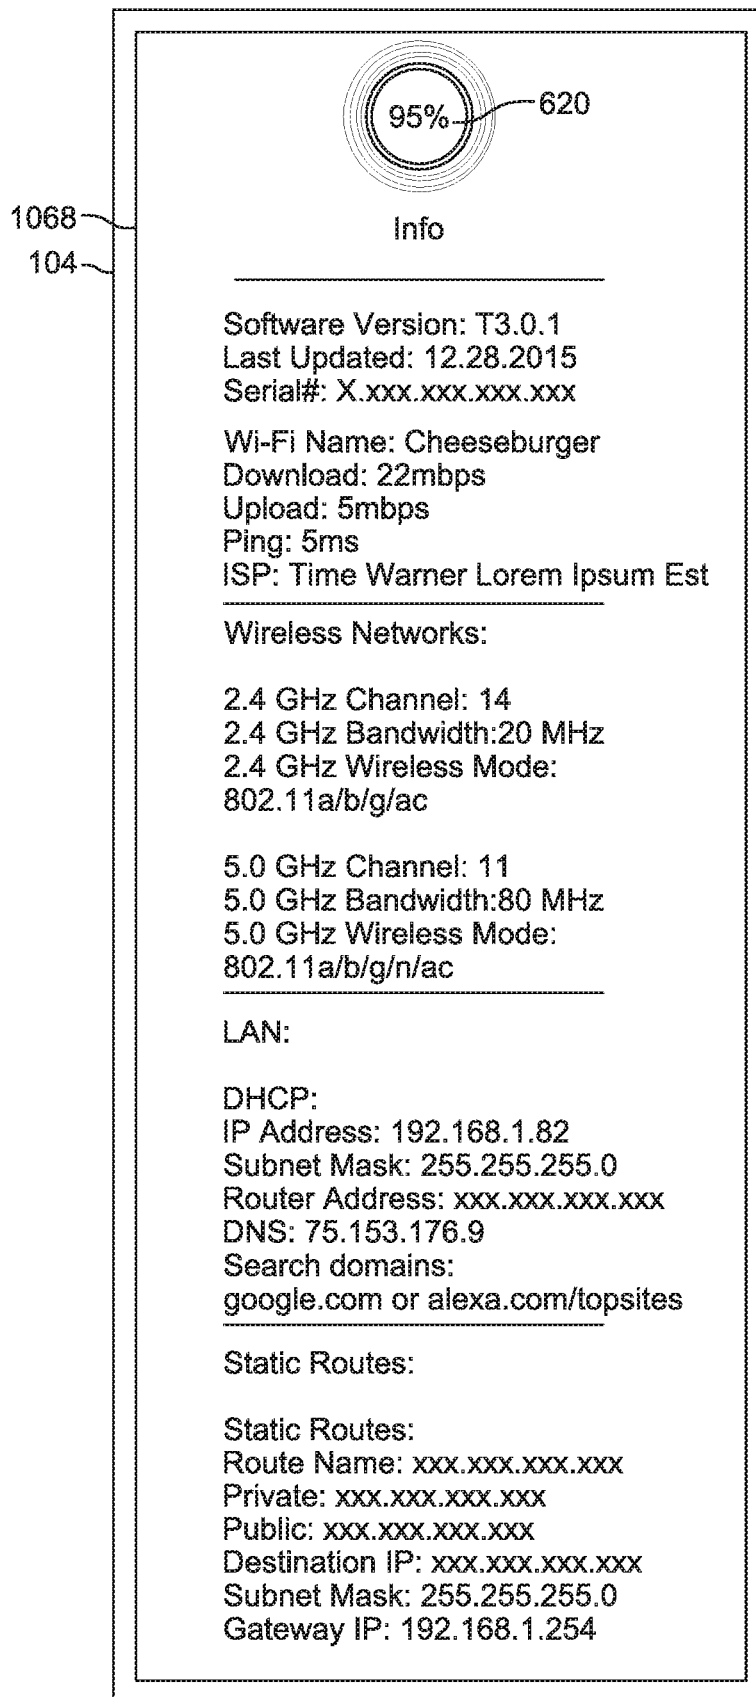 95%
620
1068
Info
104
Software Version: T3.0.1
Last Updated: 12.28.2015
Serial#: X.xxx.xxx.xxx.xxx
Wi-Fi Name: Cheeseburger
Download: 22mbps
Upload: 5mbps
Ping: 5ms
ISP: Time Warner Lorem Ipsum Est
Wireless Networks:
2.4 GHz Channel: 14
2.4 GHz Bandwidth:20 MHz
2.4 GHz Wireless Mode:
802.11a/b/g/ac
5.0 GHz Channel: 11
5.0 GHz Bandwidth:80 MHz
5.0 GHz Wireless Mode:
802.11a/b/g/n/ac
LAN:
DHCP:
IP Address: 192.168.1.82
Subnet Mask: 255.255.255.0
Router Address: xxx.xxx.xxx.xxx
DNS: 75.153.176.9
Search domains:
google.com or alexa.com/topsites
Static Routes:
Static Routes:
Route Name: xxx.xxx.xxx.xxx
Private: xxx.xxx.xxx.xxx
Public: xxx.xxx.xxx.xxx
Destination IP: xxx.xxx.xxx.xxx
Subnet Mask: 255.255.255.0
Gateway IP: 192.168.1.254